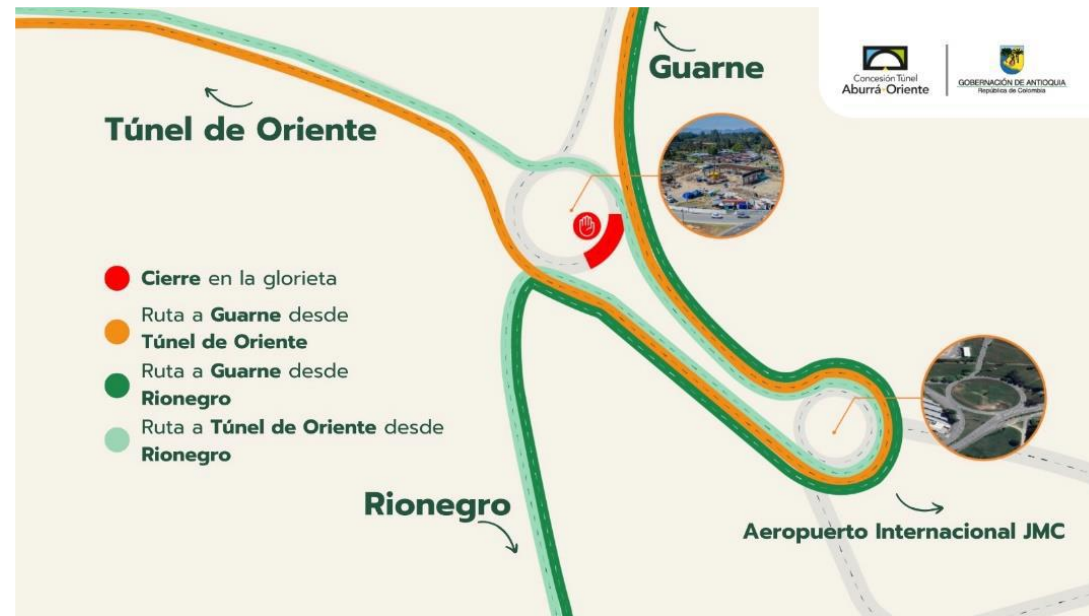 Guarne
Concesión Túnel
Aburrá-Oriente
GOBERNACIÓN DE ANTIOQUIA
República de Colombia
Túnel de Oriente
Cierre en la glorieta
Ruta a Guarne desde
Túnel de Oriente
Ruta a Guarne desde
Rionegro
Ruta a Túnel de Oriente desde
Rionegro
Rionegro
Aeropuerto Internacional JMC